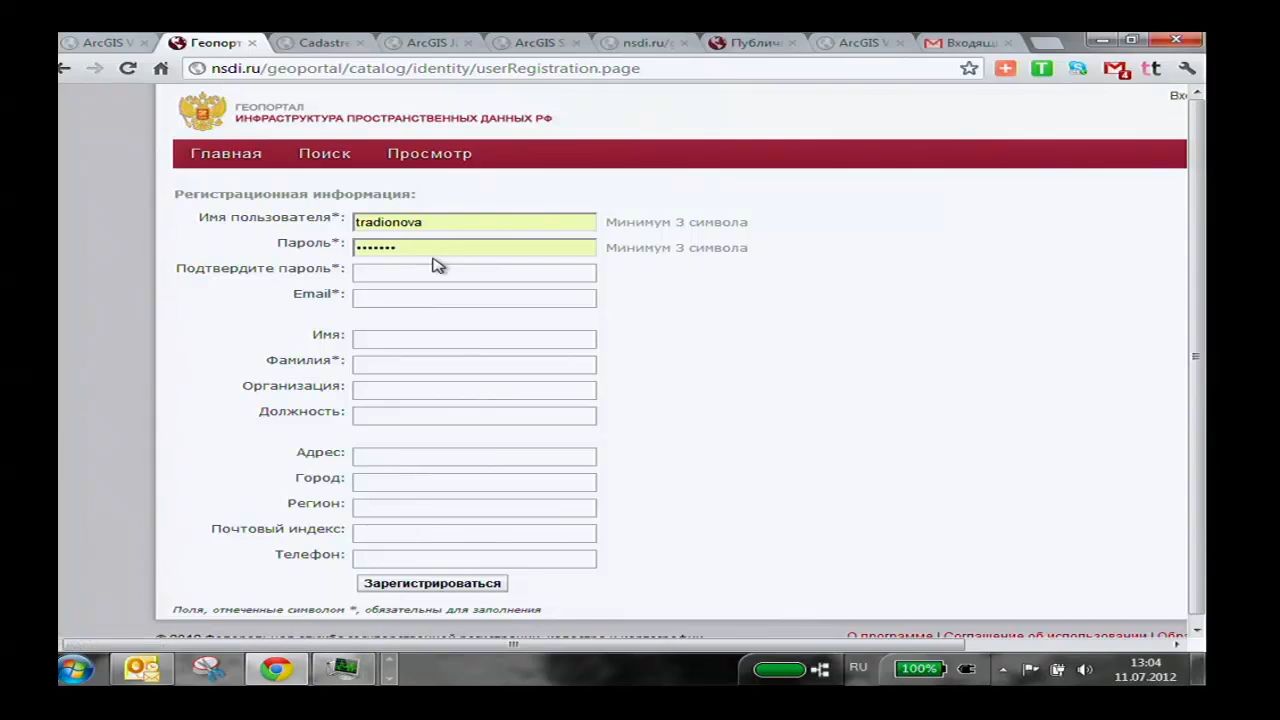 ArcGIS V
Геопорт
Cadastre
ArcGIS J
ArcGIS S
nsdi.ru/g
Публич
ArcGIS V
Входящ
nsdi.ru/geoportal/catalog/identity/userRegistration.page
ГЕОПОРТАЛ
ИНФРАСТРУКТУРА ПРОСТРАНСТВЕННЫХ ДАННЫХ РФ
Вхо
Главная Поиск Просмотр
Регистрационная информация:
Имя пользователя*: tradionova Минимум 3 символа
Пароль*: ••••••• Минимум 3 символа
Подтвердите пароль*:
Email*:
Имя:
Фамилия*:
Организация:
Должность:
Адрес:
Город:
Регион:
Почтовый индекс:
Телефон:
Зарегистрироваться
Поля, отмеченные символом *, обязательны для заполнения
О программе | Соглашение об использовании | Обра
RU
100%
13:04
11.07.2012